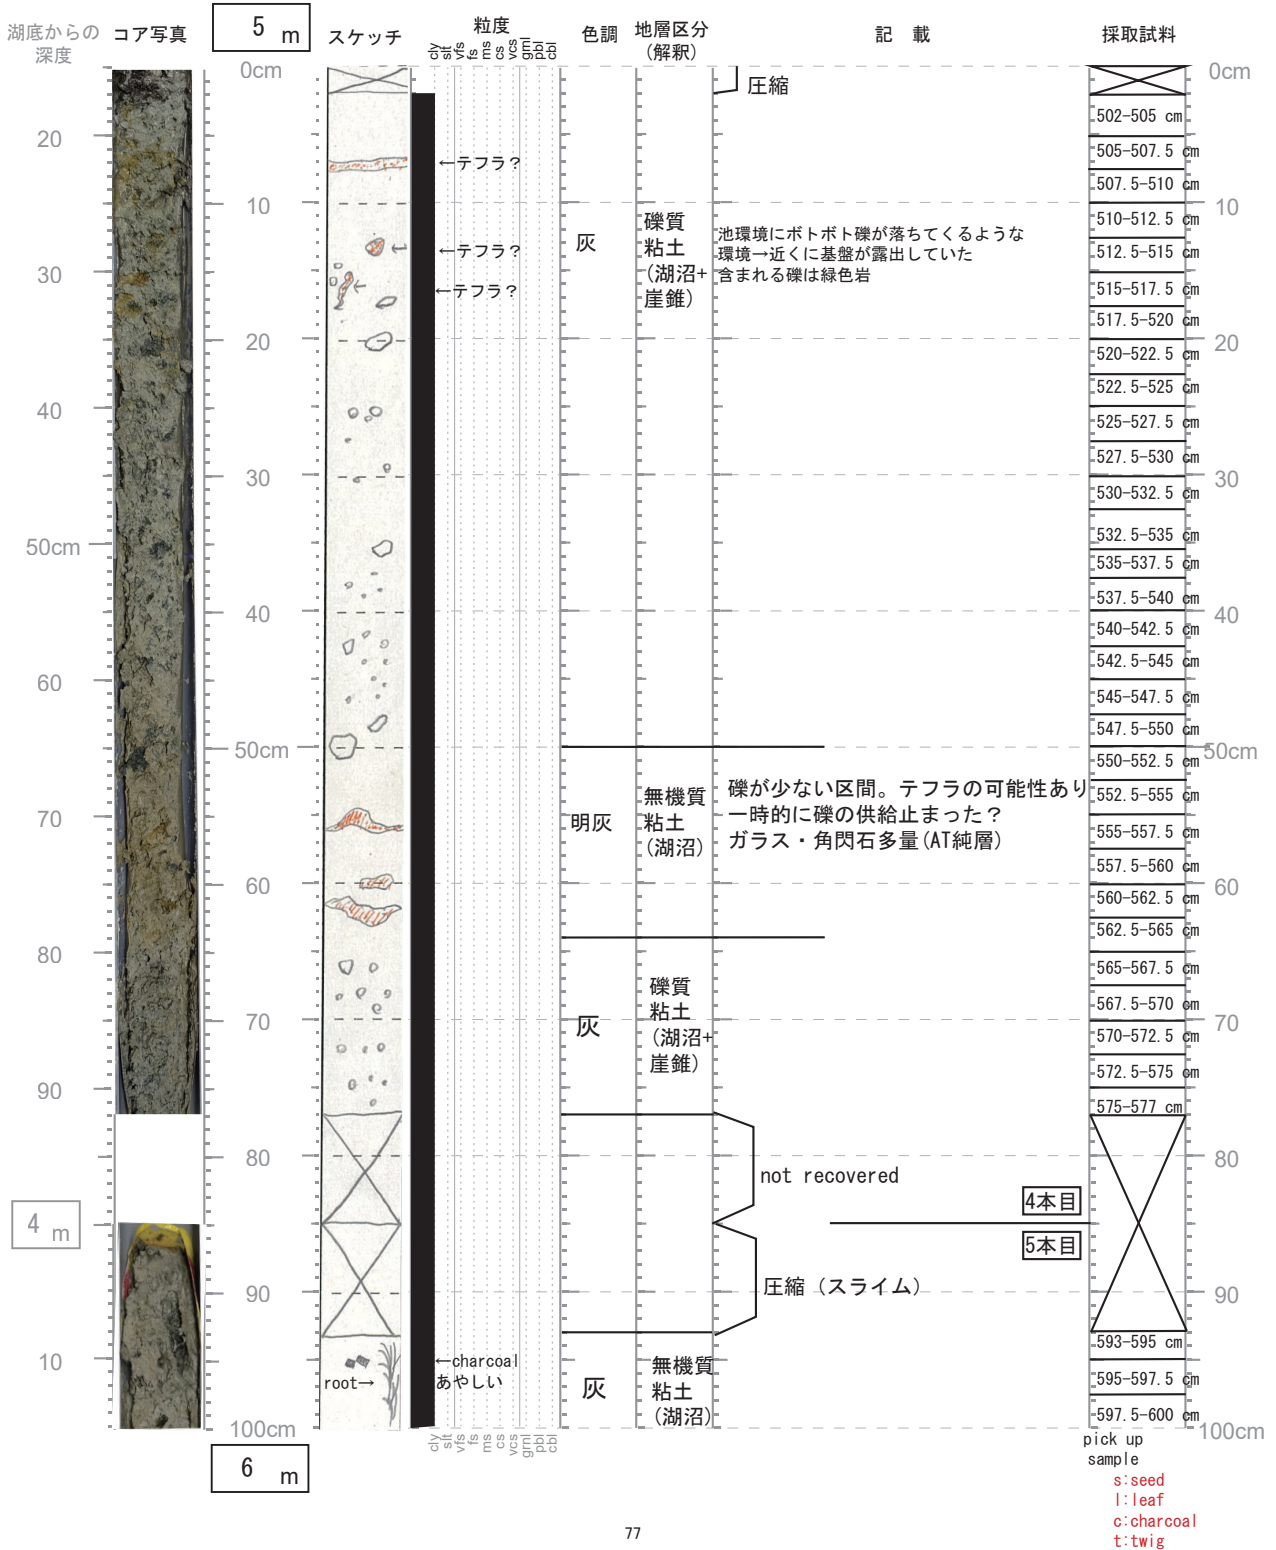 湖底からの
深度
コア写真
5 m
スケッチ
粒度
cly
slt
vfs
fs
ms
cs
vcs
grnl
pbl
cbl
色調
地層区分
(解釈)
記 載
採取試料
0cm
圧縮
0cm
502-505 cm
20
505-507.5 cm
←テフラ？
507.5-510 cm
10
10
510-512.5 cm
灰
礫質
粘土
(湖沼+
崖錐)
池環境にボトボト礫が落ちてくるような
環境→近くに基盤が露出していた
含まれる礫は緑色岩
←テフラ？
512.5-515 cm
30
←テフラ？
515-517.5 cm
517.5-520 cm
20
20
520-522.5 cm
522.5-525 cm
40
525-527.5 cm
527.5-530 cm
30
30
530-532.5 cm
532.5-535 cm
50cm
535-537.5 cm
537.5-540 cm
40
40
540-542.5 cm
542.5-545 cm
60
545-547.5 cm
547.5-550 cm
50cm
50cm
550-552.5 cm
明灰
無機質
粘土
(湖沼)
礫が少ない区間。テフラの可能性あり
一時的に礫の供給止まった？
ガラス・角閃石多量(AT純層)
552.5-555 cm
70
555-557.5 cm
557.5-560 cm
60
60
560-562.5 cm
562.5-565 cm
80
565-567.5 cm
灰
礫質
粘土
(湖沼+
崖錐)
567.5-570 cm
70
70
570-572.5 cm
572.5-575 cm
90
575-577 cm
80
80
not recovered
4本目
4 m
5本目
圧縮（スライム）
90
90
593-595 cm
10
←charcoal
あやしい
root→
灰
無機質
粘土
(湖沼)
595-597.5 cm
597.5-600 cm
100cm
100cm
cly
slt
vfs
fs
ms
cs
vcs
grnl
pbl
cbl
6 m
pick up
sample
s:seed
l:leaf
c:charcoal
t:twig
77